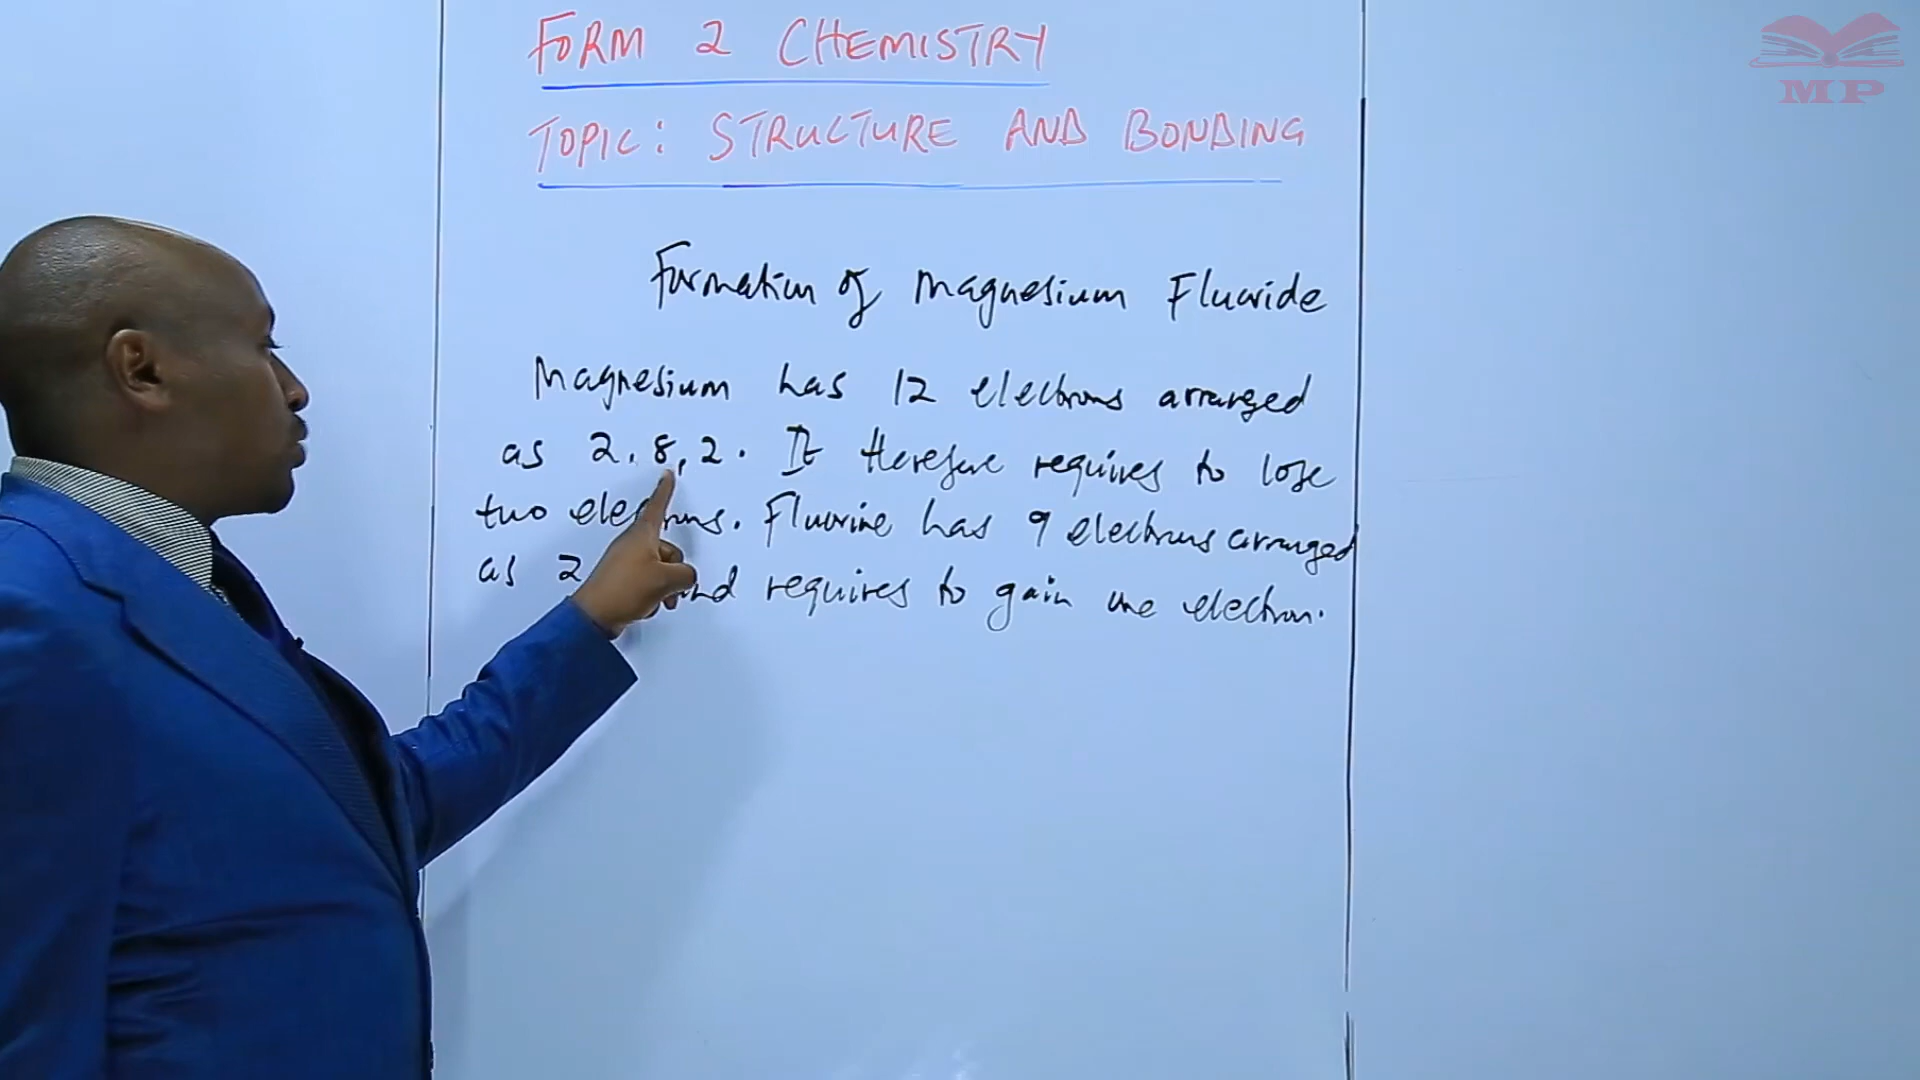 FORM 2 CHEMISTRY
TOPIC: STRUCTURE AND BONDING
MP
Formation of Magnesium Fluoride
Magnesium has 12 electrons arranged
as 2.8.2. It therefore requires to lose
two electrons. Fluorine has 9 electrons arranged
as 2 and requires to gain one electron.